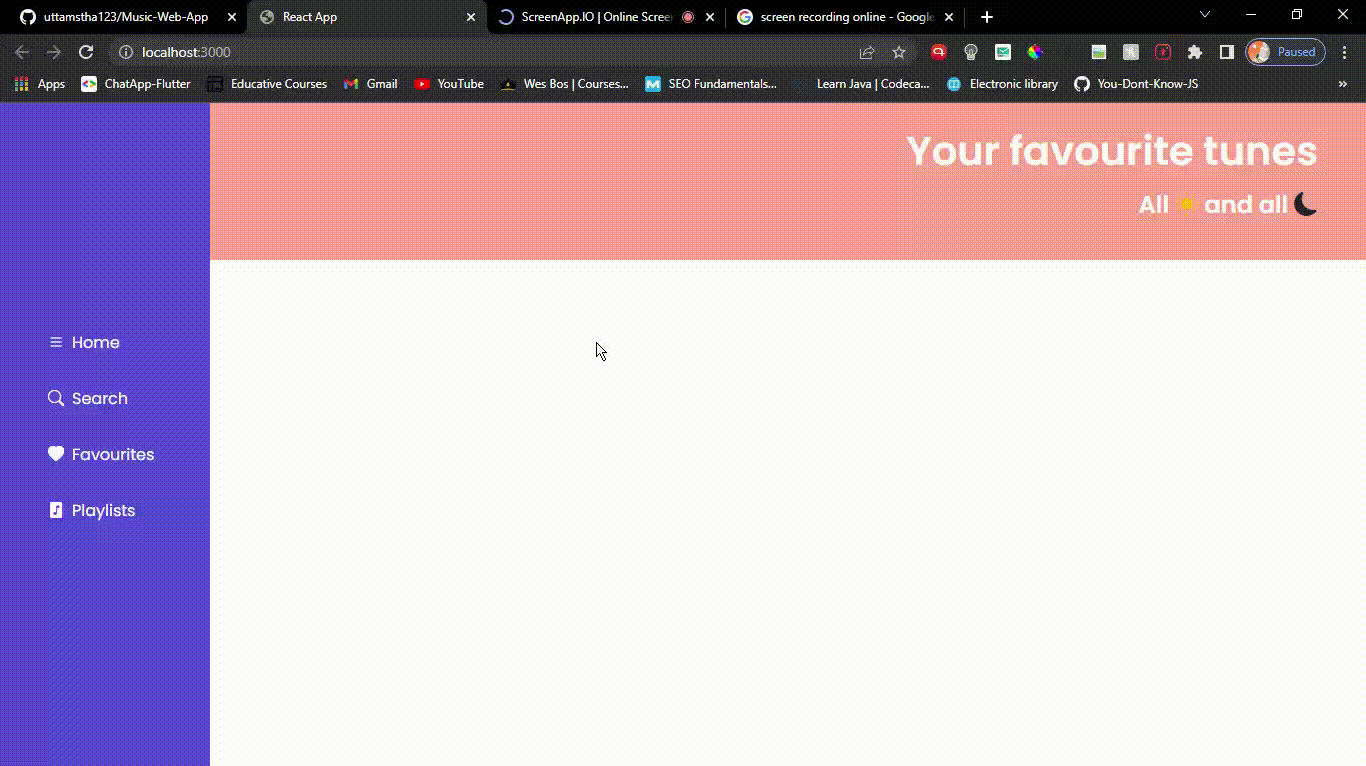 uttamstha123/Music-Web-App
React App
ScreenApp.IO | Online Scree
screen recording online - Google
localhost:3000
Paused
Apps
ChatApp-Flutter
Educative Courses
Gmail
YouTube
Wes Bos | Courses...
SEO Fundamentals...
Learn Java | Codeca...
Electronic library
You-Dont-Know-JS
»
Your favourite tunes
All ☀️ and all 🌙
Home
Search
Favourites
Playlists